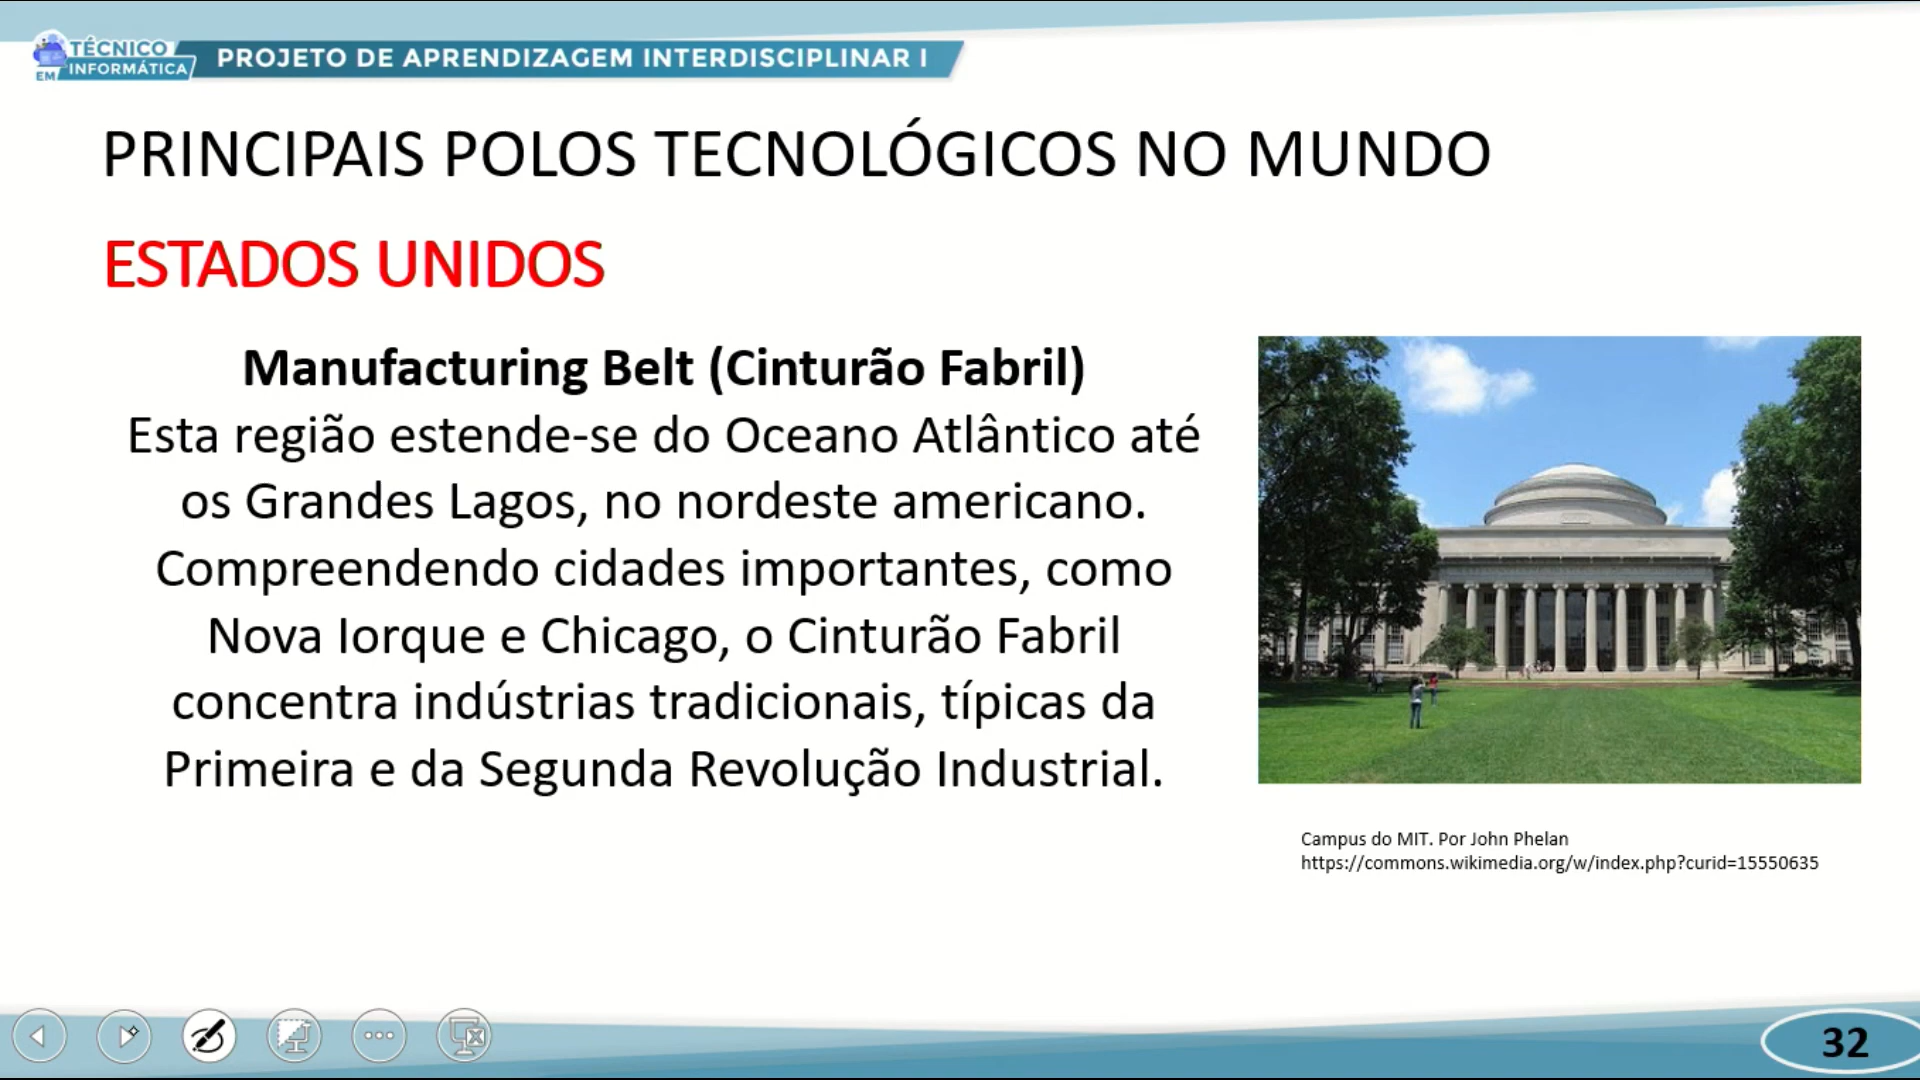 TÉCNICO
EM INFORMÁTICA
PROJETO DE APRENDIZAGEM INTERDISCIPLINAR I
PRINCIPAIS POLOS TECNOLÓGICOS NO MUNDO
ESTADOS UNIDOS
Manufacturing Belt (Cinturão Fabril)
Esta região estende-se do Oceano Atlântico até
os Grandes Lagos, no nordeste americano.
Compreendendo cidades importantes, como
Nova Iorque e Chicago, o Cinturão Fabril
concentra indústrias tradicionais, típicas da
Primeira e da Segunda Revolução Industrial.
Campus do MIT. Por John Phelan
https://commons.wikimedia.org/w/index.php?curid=15550635
32